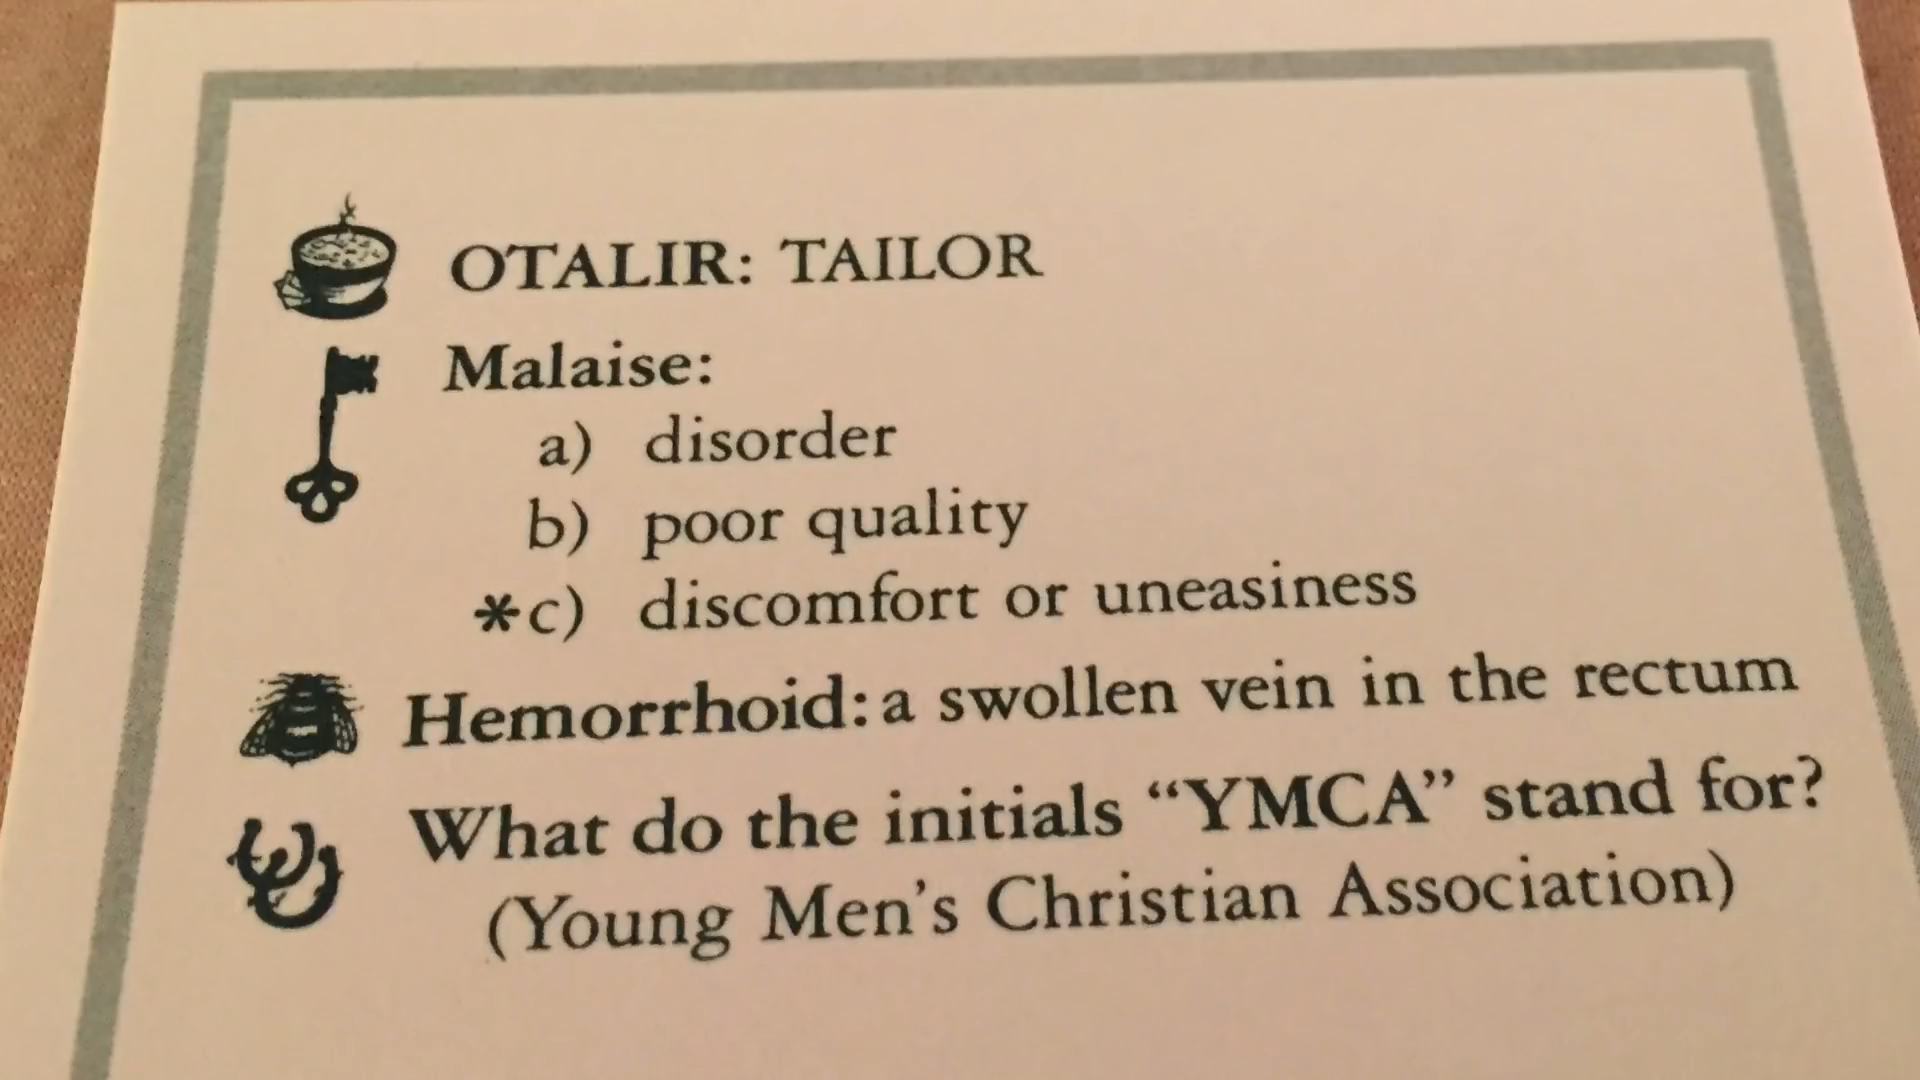 OTALIR: TAILOR
Malaise:
a) disorder
b) poor quality
*c) discomfort or uneasiness
Hemorrhoid: a swollen vein in the rectum
What do the initials “YMCA” stand for?
(Young Men’s Christian Association)